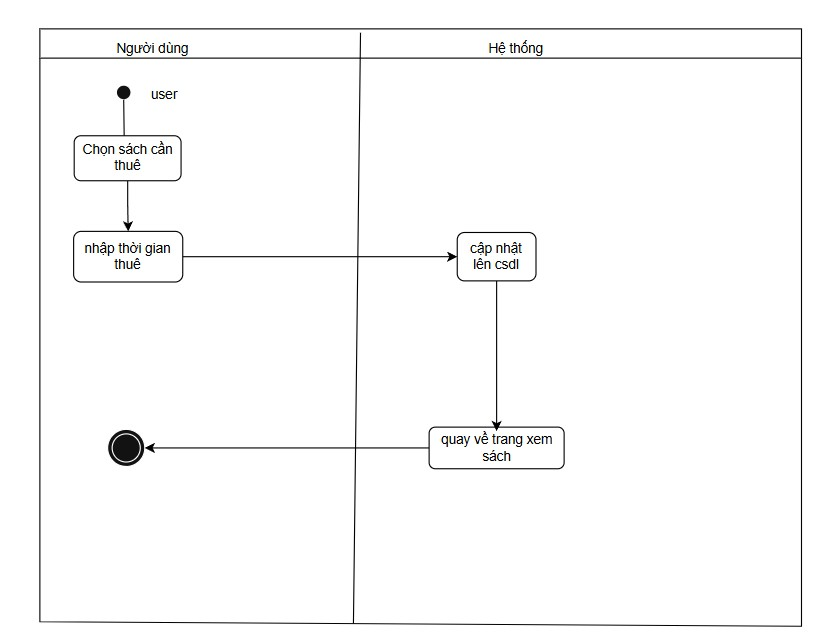 Người dùng
Hệ thống
user
Chọn sách cần
thuê
nhập thời gian
thuê
cập nhật
lên csdl
quay về trang xem
sách